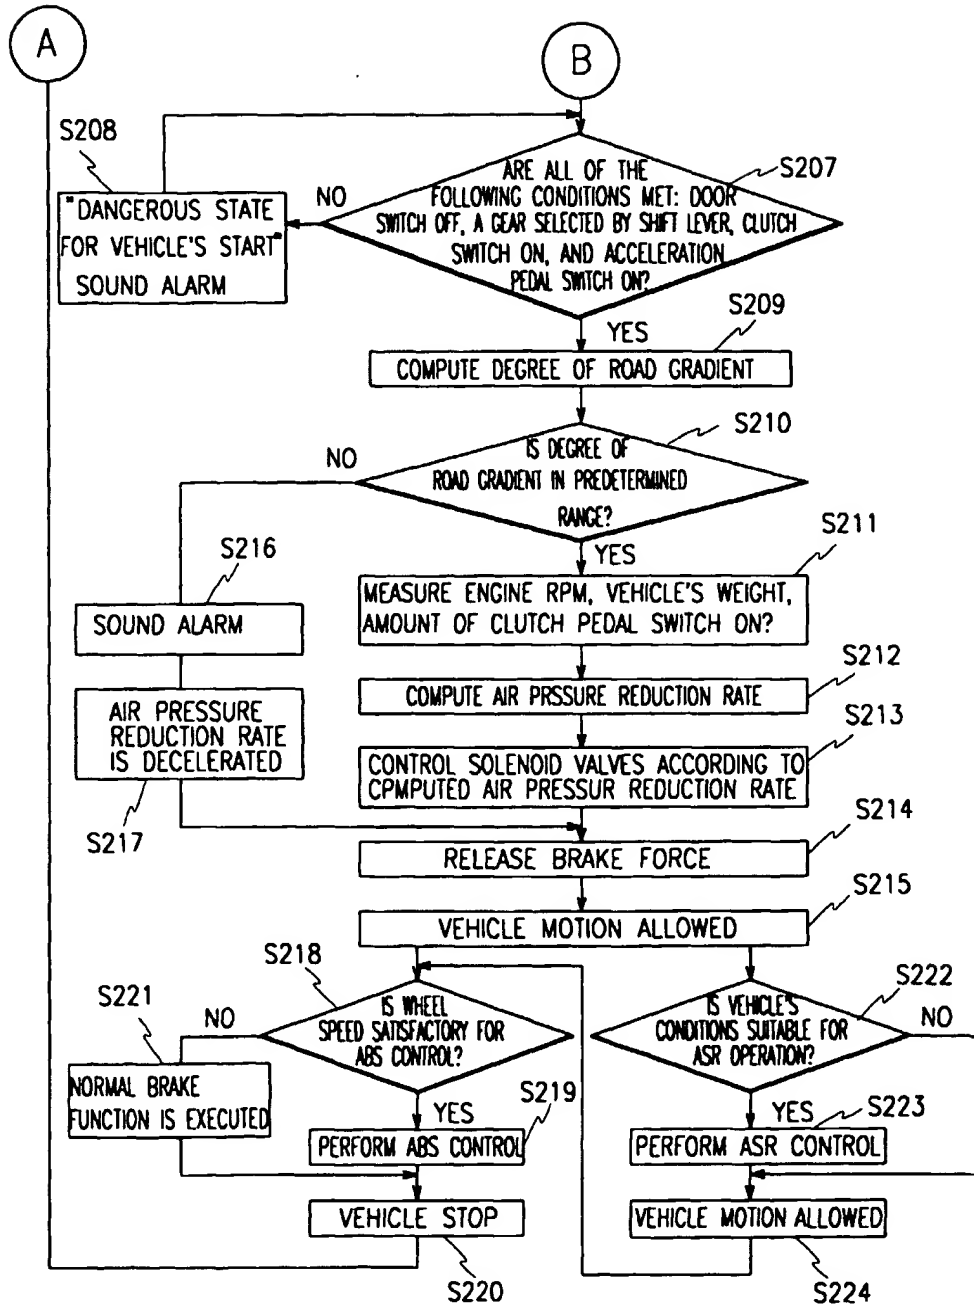 A
B
S208
"DANGEROUS STATE
FOR VEHICLE'S START"
SOUND ALARM
NO
ARE ALL OF THE
FOLLOWING CONDITIONS MET: DOOR
SWITCH OFF, A GEAR SELECTED BY SHIFT LEVER, CLUTCH
SWITCH ON, AND ACCELERATION
PEDAL SWITCH ON?
S207
YES
S209
COMPUTE DEGREE OF ROAD GRADIENT
S210
NO
IS DEGREE OF
ROAD GRADIENT IN PREDETERMINED
RANGE?
YES
S211
MEASURE ENGINE RPM, VEHICLE'S WEIGHT,
AMOUNT OF CLUTCH PEDAL SWITCH ON?
S216
SOUND ALARM
S212
COMPUTE AIR PRSSURE REDUCTION RATE
AIR PRESSURE
REDUCTION RATE
IS DECELERATED
S217
S213
CONTROL SOLENOID VALVES ACCORDING TO
CPMPUTED AIR PRESSUR REDUCTION RATE
S214
RELEASE BRAKE FORCE
S215
VEHICLE MOTION ALLOWED
S218
IS WHEEL
SPEED SATISFACTORY FOR
ABS CONTROL?
NO
S221
NORMAL BRAKE
FUNCTION IS EXECUTED
YES
S219
PERFORM ABS CONTROL
VEHICLE STOP
S220
S222
IS VEHICLE'S
CONDITIONS SUITABLE FOR
ASR OPERATION?
NO
YES
S223
PERFORM ASR CONTROL
VEHICLE MOTION ALLOWED
S224